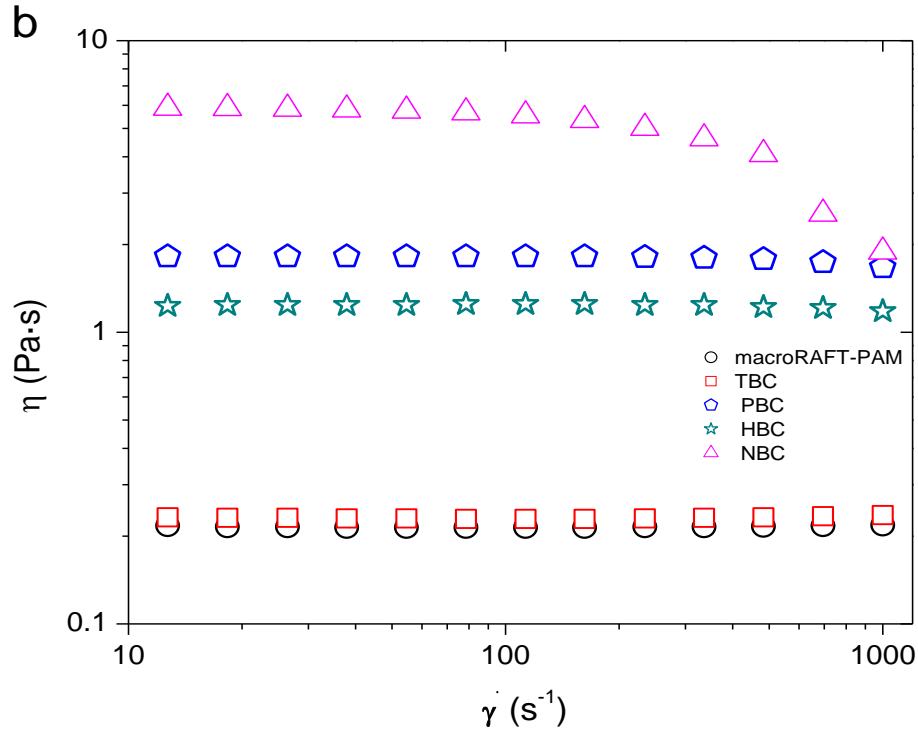 b
10
1
0.1
η (Pa·s)
macroRAFT-PAM
TBC
PBC
HBC
NBC
10
100
1000
γ̇ (s⁻¹)